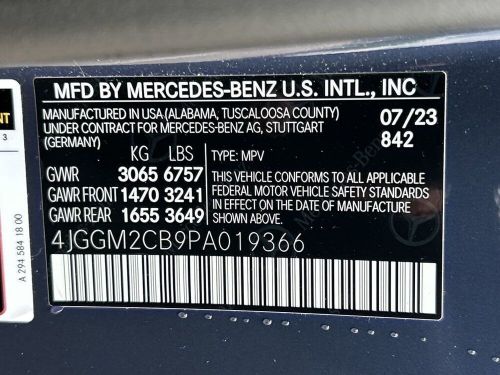 MFD BY MERCEDES-BENZ U.S. INTL., INC
MANUFACTURED IN USA (ALABAMA, TUSCALOOSA COUNTY)
UNDER CONTRACT FOR MERCEDES-BENZ AG, STUTTGART
(GERMANY)
07/23
842
KG LBS
GVWR 3065 6757
GAWR FRONT 1470 3241
GAWR REAR 1655 3649
TYPE: MPV
THIS VEHICLE CONFORMS TO ALL APPLICABLE
FEDERAL MOTOR VEHICLE SAFETY STANDARDS
IN EFFECT ON THE DATE OF MANUFACTURE
SHOWN ABOVE.
4JGGM2CB9PA019366
A 294 584 18 00